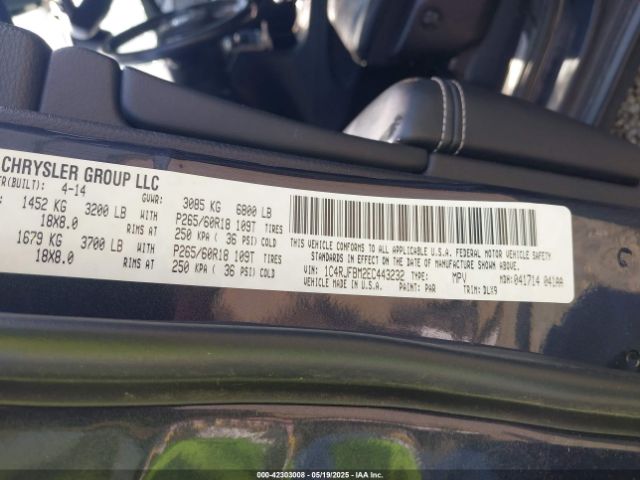 CHRYSLER GROUP LLC
ER(BUILT): 4-14 GVWR: 3085 KG 6800 LB
1452 KG 3200 LB WITH P265/60R18 109T TIRES
18X8.0 RIMS AT 250 KPA ( 36 PSI) COLD
1679 KG 3700 LB WITH P265/60R18 109T TIRES
18X8.0 RIMS AT 250 KPA ( 36 PSI) COLD
THIS VEHICLE CONFORMS TO ALL APPLICABLE U.S.A. FEDERAL MOTOR VEHICLE
SAFETY STANDARDS IN EFFECT ON THE DATE OF MANUFACTURE SHOWN ABOVE.
VIN: 1C4RJFBM2EC443232 TYPE: MPV MDH: 041714 041AA
VEHICLE MADE IN U.S.A. PAINT: PAR TRIM: DLX9
000-42303008 - 05/19/2025 - IAA Inc.